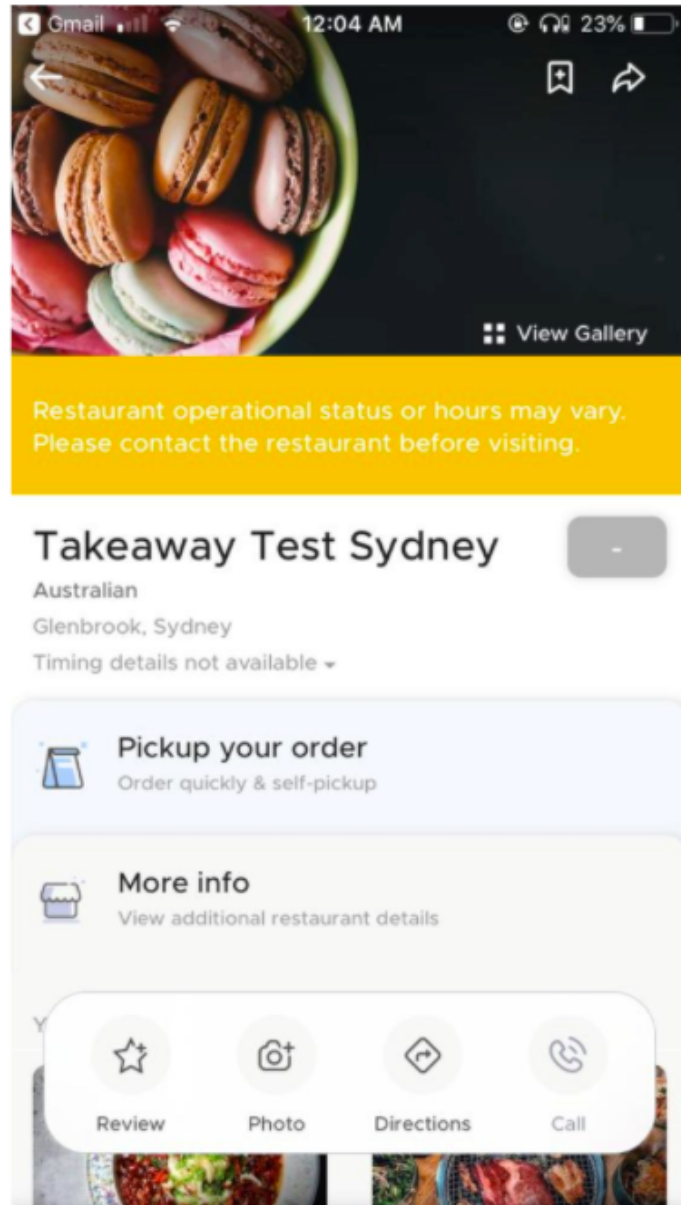 Gmail 12:04 AM 23%
View Gallery
Restaurant operational status or hours may vary.
Please contact the restaurant before visiting.
Takeaway Test Sydney -
Australian
Glenbrook, Sydney
Timing details not available
Pickup your order
Order quickly & self-pickup
More info
View additional restaurant details
Review Photo Directions Call